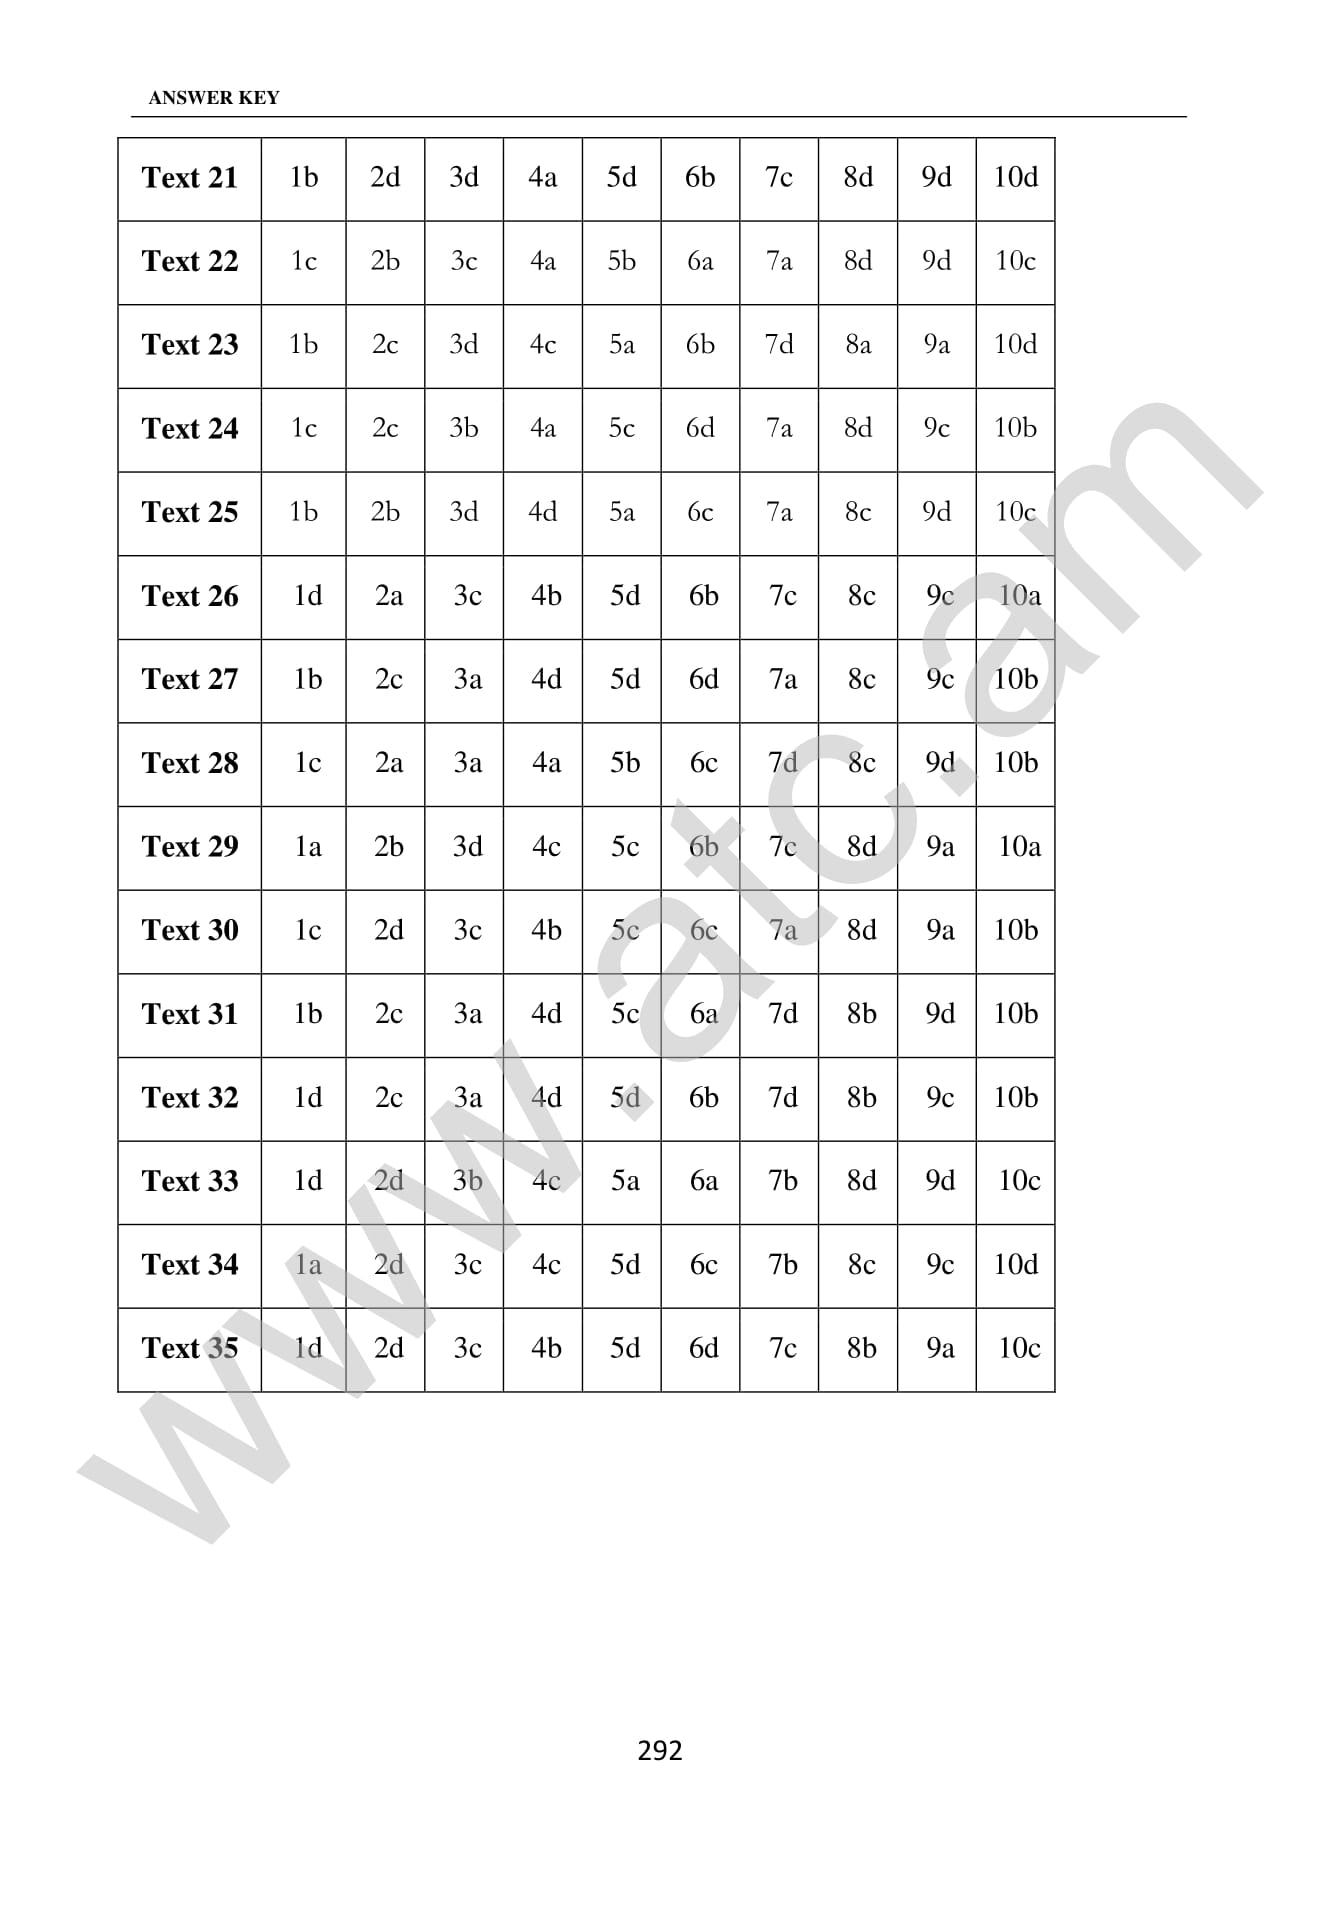 ANSWER KEY
Text 21 1b 2d 3d 4a 5d 6b 7c 8d 9d 10d
Text 22 1c 2b 3c 4a 5b 6a 7a 8d 9d 10c
Text 23 1b 2c 3d 4c 5a 6b 7d 8a 9a 10d
Text 24 1c 2c 3b 4a 5c 6d 7a 8d 9c 10b
Text 25 1b 2b 3d 4d 5a 6c 7a 8c 9d 10c
Text 26 1d 2a 3c 4b 5d 6b 7c 8c 9c 10a
Text 27 1b 2c 3a 4d 5d 6d 7a 8c 9c 10b
Text 28 1c 2a 3a 4a 5b 6c 7d 8c 9d 10b
Text 29 1a 2b 3d 4c 5c 6b 7c 8d 9a 10a
Text 30 1c 2d 3c 4b 5c 6c 7a 8d 9a 10b
Text 31 1b 2c 3a 4d 5c 6a 7d 8b 9d 10b
Text 32 1d 2c 3a 4d 5d 6b 7d 8b 9c 10b
Text 33 1d 2d 3b 4c 5a 6a 7b 8d 9d 10c
Text 34 1a 2d 3c 4c 5d 6c 7b 8c 9c 10d
Text 35 1d 2d 3c 4b 5d 6d 7c 8b 9a 10c
www.atc.am
292